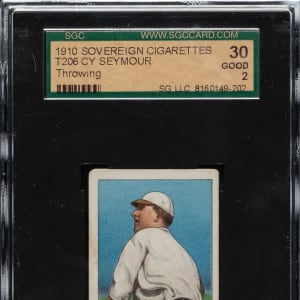 SGC WWW.SGCCARD.COM
1910 SOVEREIGN CIGARETTES 30
T206 CY SEYMOUR GOOD
Throwing 2
SG LLC 8160149-202